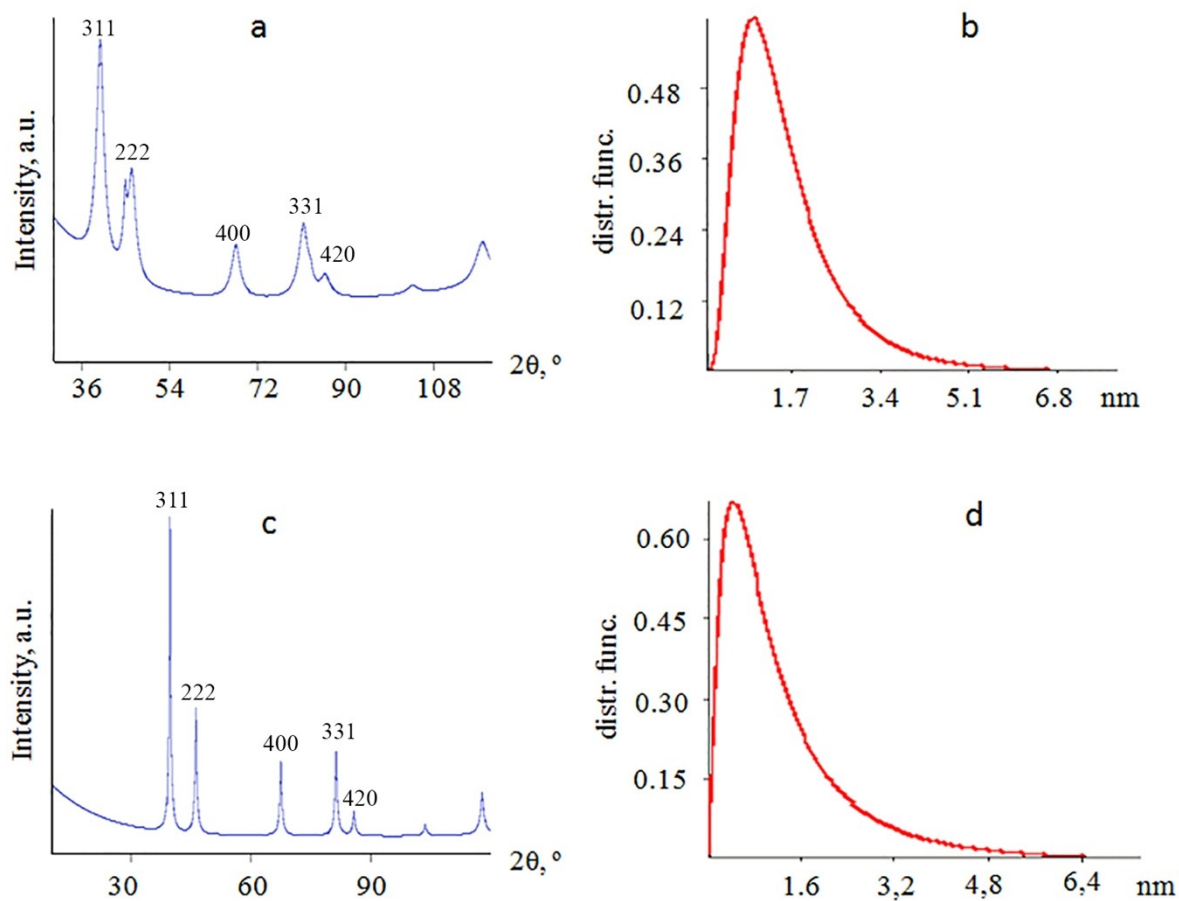 a
311
222
400
331
420
Intensity, a.u.
36 54 72 90 108
2θ,°
b
distr. func.
0.48
0.36
0.24
0.12
1.7 3.4 5.1 6.8 nm
c
311
222
400
331
420
Intensity, a.u.
30 60 90
2θ,°
d
distr. func.
0.60
0.45
0.30
0.15
1.6 3,2 4,8 6,4 nm